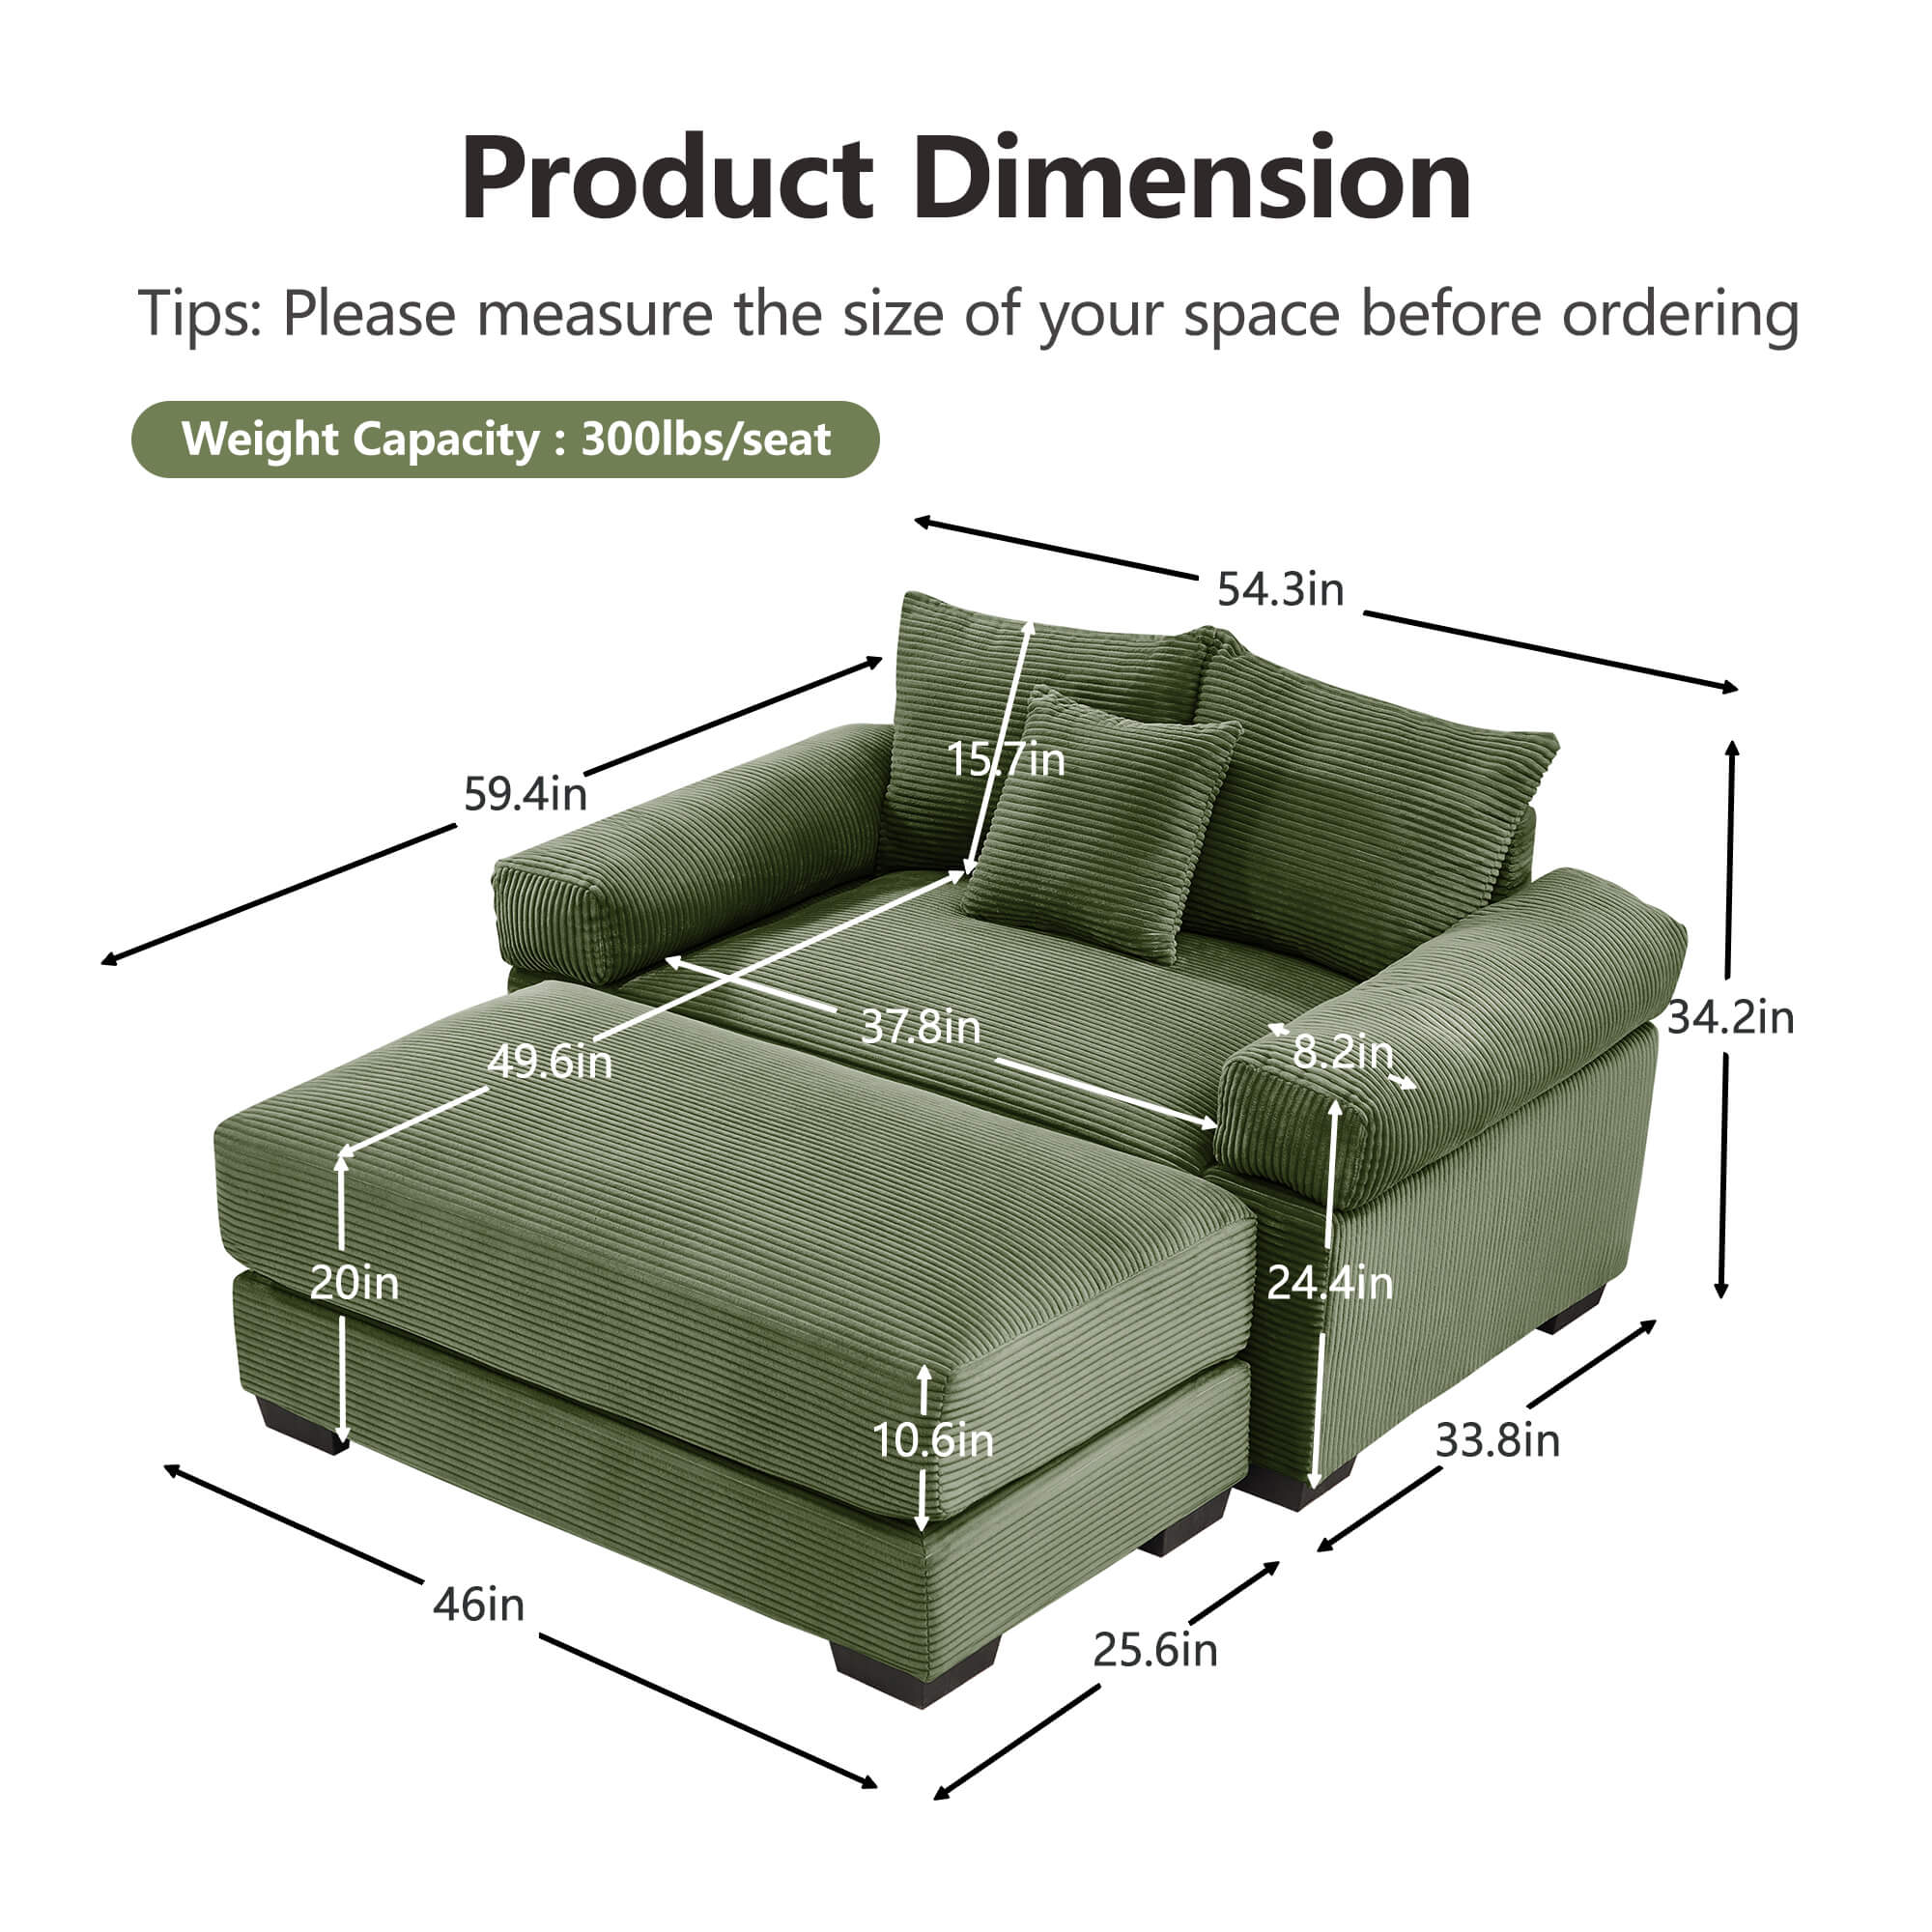 Product Dimension
Tips: Please measure the size of your space before ordering
Weight Capacity : 300lbs/seat
54.3in
15.7in
59.4in
34.2in
37.8in
8.2in
49.6in
20in
24.4in
10.6in
33.8in
46in
25.6in